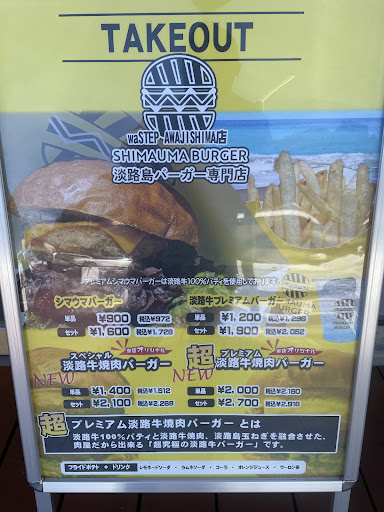 TAKEOUT
waSTEP AWAJISHIMA店
SHIMAUMA BURGER
淡路島バーガー専門店
プレミアムシマウマバーガーは淡路牛100%パティを使用しております。
シマウマバーガー
単品 ¥900 税込¥972
セット ¥1,600 税込¥1,728
淡路牛プレミアムバーガー
単品 ¥1,200 税込¥1,296
セット ¥1,900 税込¥2,052
NEW
スペシャル 当店オリジナル
淡路牛焼肉バーガー
単品 ¥1,400 税込¥1,512
セット ¥2,100 税込¥2,268
NEW
超 プレミアム 当店オリジナル
淡路牛焼肉バーガー
単品 ¥2,000 税込¥2,160
セット ¥2,700 税込¥2,916
超 プレミアム淡路牛焼肉バーガー とは
淡路牛100%パティと淡路牛焼肉、淡路島玉ねぎを融合させた、
肉屋だから出来る「超究極の淡路牛バーガー」です。
フライドポテト + ドリンク レモネードソーダ ・ ラムネソーダ ・ コーラ ・ オレンジジュース ・ ウーロン茶